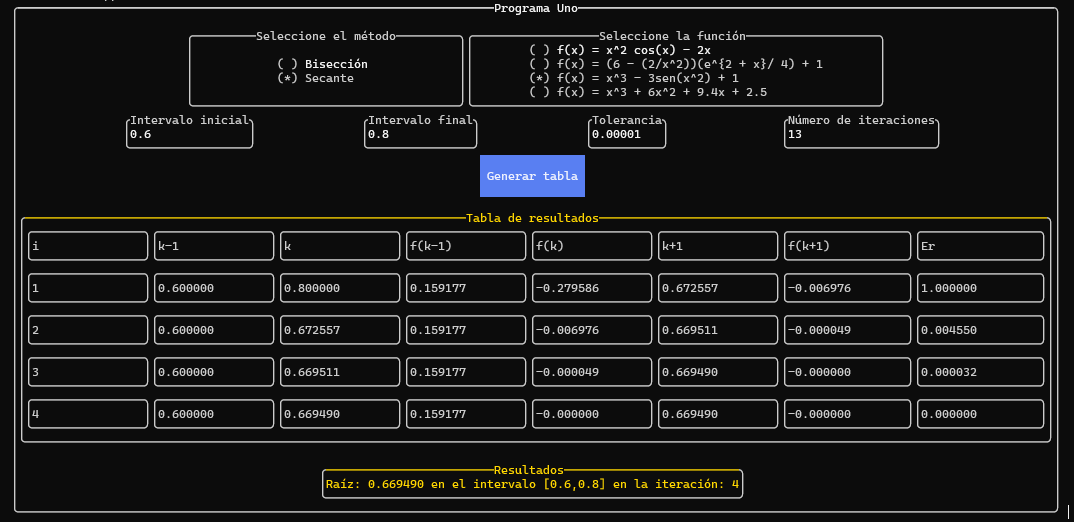 Programa Uno
Seleccione el método
( ) Bisección
(*) Secante
Seleccione la función
( ) f(x) = x^2 cos(x) - 2x
( ) f(x) = (6 - (2/x^2))(e^{2 + x}/ 4) + 1
(*) f(x) = x^3 - 3sen(x^2) + 1
( ) f(x) = x^3 + 6x^2 + 9.4x + 2.5
Intervalo inicial Intervalo final Tolerancia Número de iteraciones
0.6 0.8 0.00001 13
Generar tabla
Tabla de resultados
i k-1 k f(k-1) f(k) k+1 f(k+1) Er
1 0.600000 0.800000 0.159177 -0.279586 0.672557 -0.006976 1.000000
2 0.600000 0.672557 0.159177 -0.006976 0.669511 -0.000049 0.004550
3 0.600000 0.669511 0.159177 -0.000049 0.669490 -0.000000 0.000032
4 0.600000 0.669490 0.159177 -0.000000 0.669490 -0.000000 0.000000
Resultados
Raíz: 0.669490 en el intervalo [0.6,0.8] en la iteración: 4